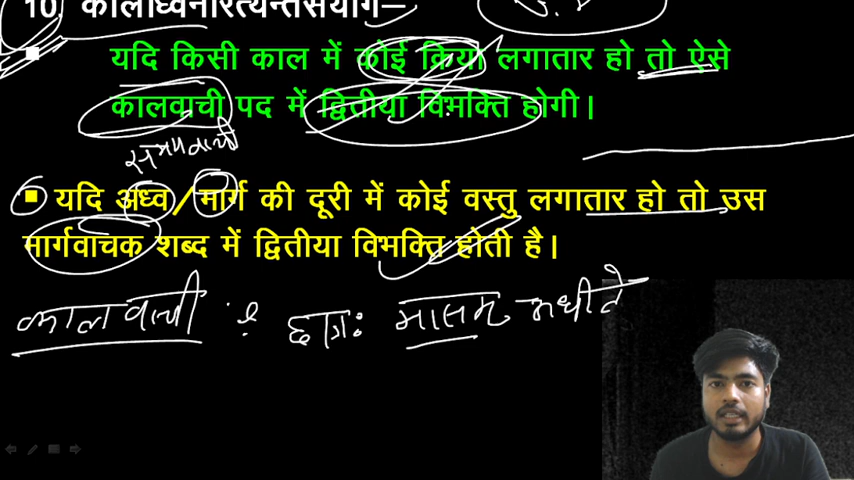 10 कालाध्वनोरत्यन्तसंयोगे–
यदि किसी काल में कोई क्रिया लगातार हो तो ऐसे
कालवाची पद में द्वितीया विभक्ति होगी।
समयवाची
यदि अध्व/मार्ग की दूरी में कोई वस्तु लगातार हो तो उस
मार्गवाचक शब्द में द्वितीया विभक्ति होती है।
कालवाची : छात्रः मासम् अधीते